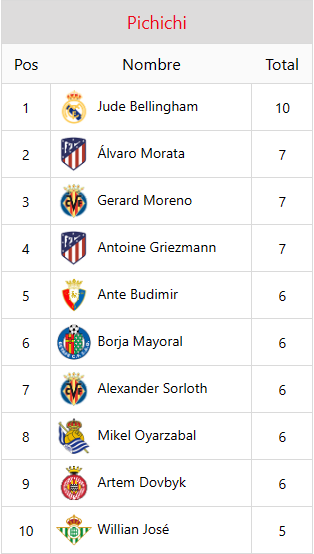 Pichichi
Pos Nombre Total
1 Jude Bellingham 10
2 Álvaro Morata 7
3 Gerard Moreno 7
4 Antoine Griezmann 7
5 Ante Budimir 6
6 Borja Mayoral 6
7 Alexander Sorloth 6
8 Mikel Oyarzabal 6
9 Artem Dovbyk 6
10 Willian José 5